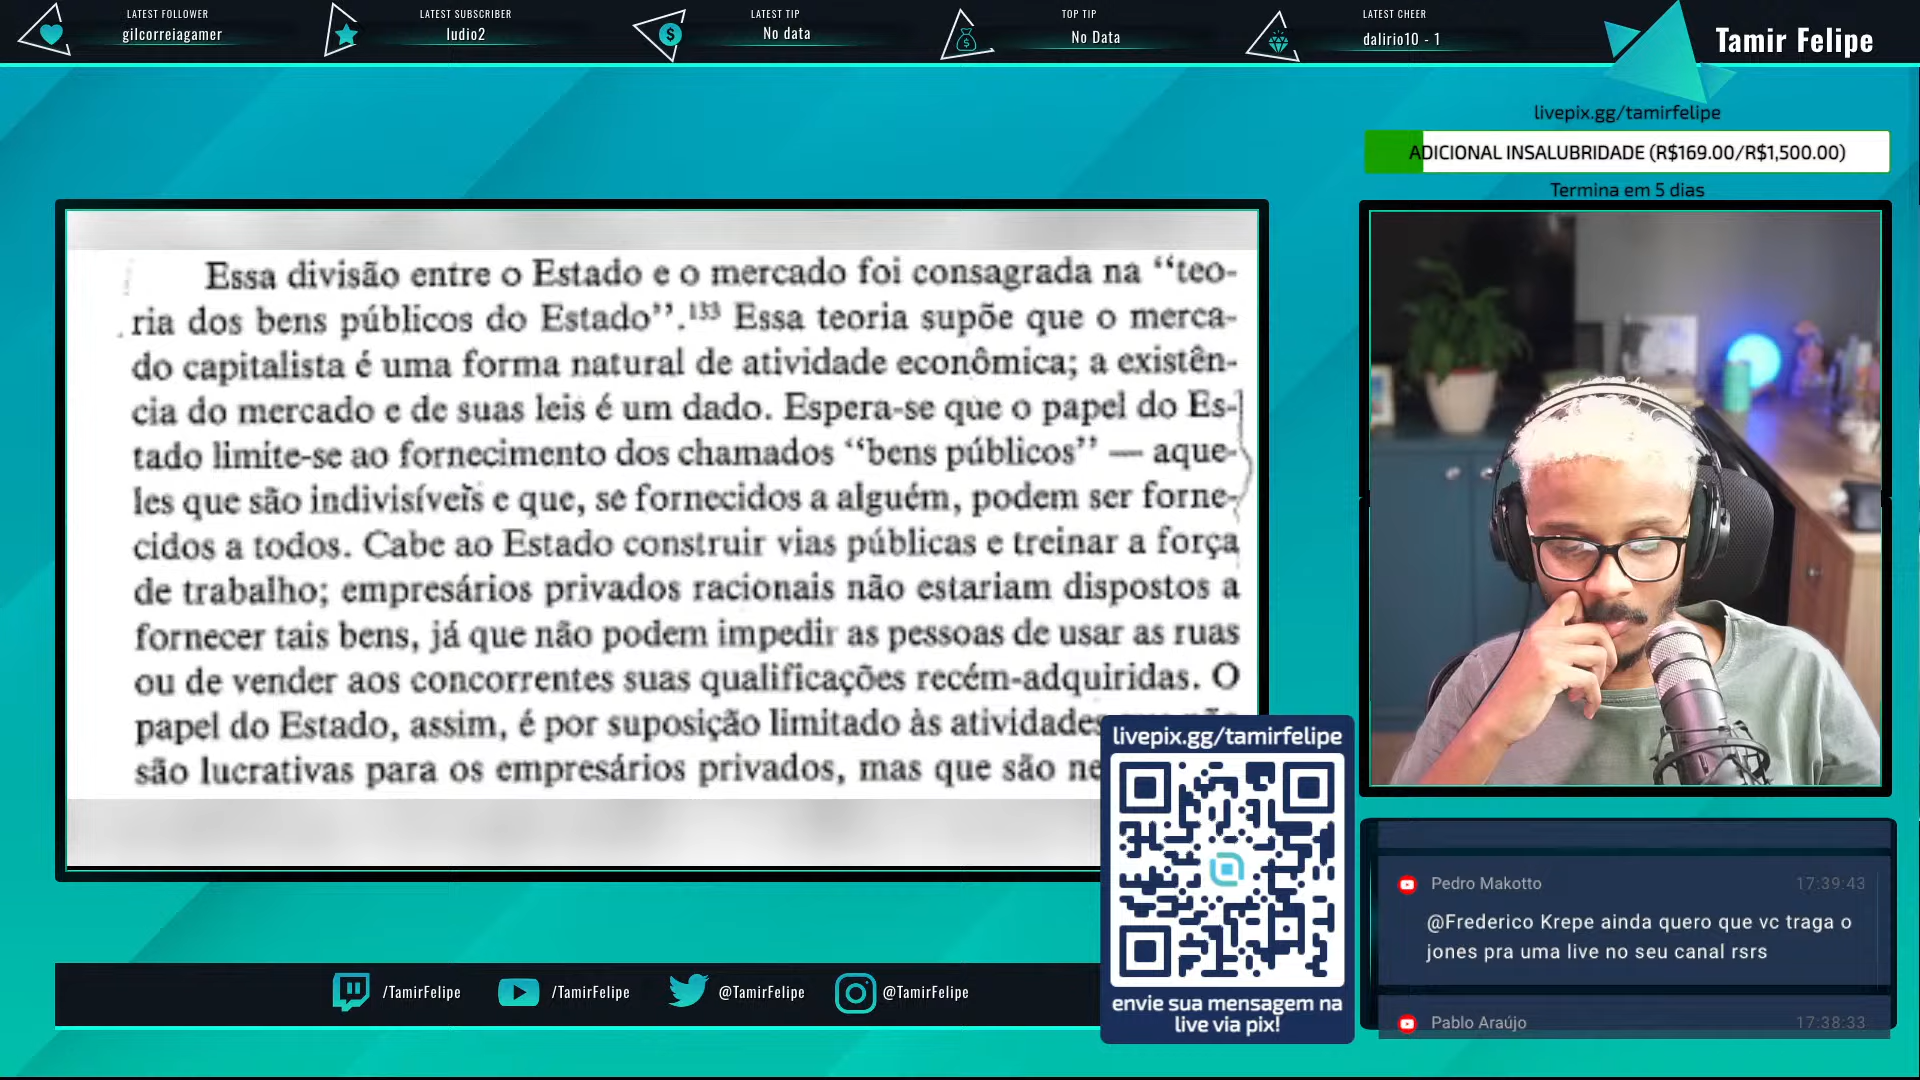 LATEST FOLLOWER
gilcorreiagamer
LATEST SUBSCRIBER
ludio2
LATEST TIP
No data
TOP TIP
No Data
LATEST CHEER
dalirio10 - 1
Tamir Felipe
livepix.gg/tamirfelipe
ADICIONAL INSALUBRIDADE (R$169.00/R$1,500.00)
Termina em 5 dias
Essa divisão entre o Estado e o mercado foi consagrada na “teo-
ria dos bens públicos do Estado”.¹³³ Essa teoria supõe que o merca-
do capitalista é uma forma natural de atividade econômica; a existên-
cia do mercado e de suas leis é um dado. Espera-se que o papel do Es-
tado limite-se ao fornecimento dos chamados “bens públicos” — aque-
les que são indivisíveis e que, se fornecidos a alguém, podem ser forne-
cidos a todos. Cabe ao Estado construir vias públicas e treinar a força
de trabalho; empresários privados racionais não estariam dispostos a
fornecer tais bens, já que não podem impedir as pessoas de usar as ruas
ou de vender aos concorrentes suas qualificações recém-adquiridas. O
papel do Estado, assim, é por suposição limitado às atividades
são lucrativas para os empresários privados, mas que são ne
livepix.gg/tamirfelipe
envie sua mensagem na
live via pix!
Pedro Makotto 17:39:43
@Frederico Krepe ainda quero que vc traga o
jones pra uma live no seu canal rsrs
Pablo Araújo 17:38:33
/TamirFelipe
/TamirFelipe
@TamirFelipe
@TamirFelipe